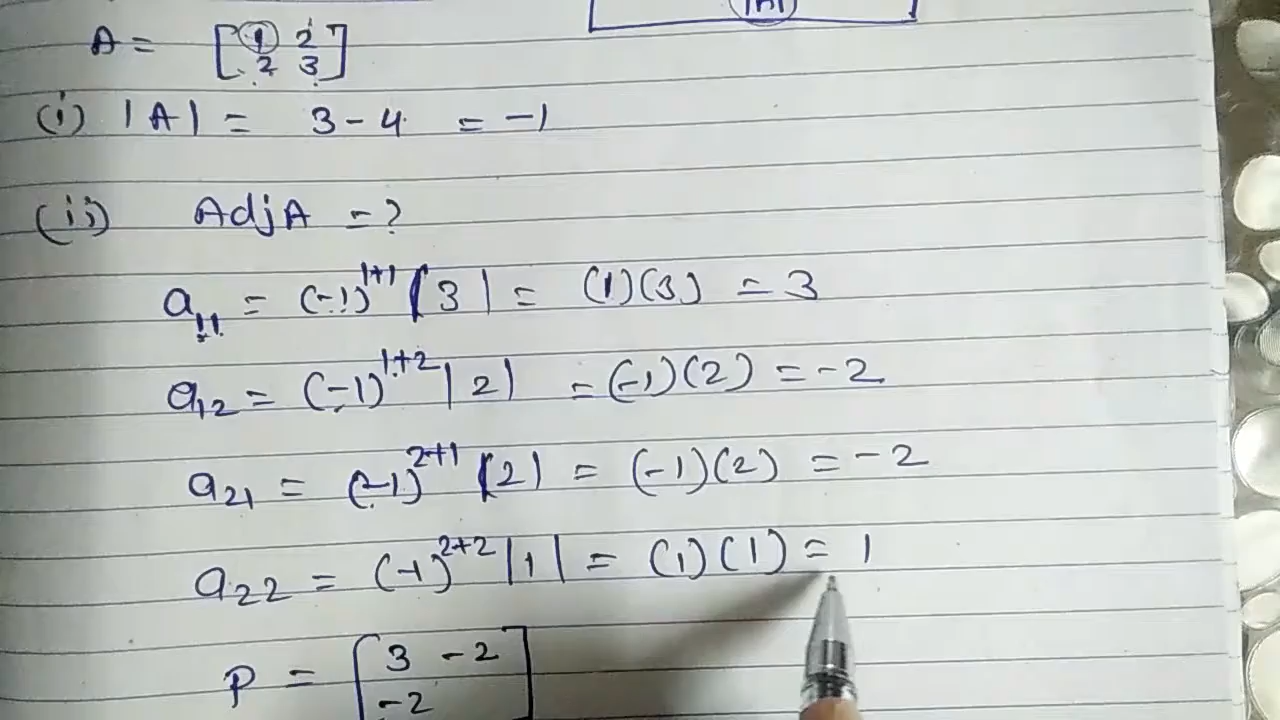 |A|
A = [1 2
2 3]
(i) |A| = 3 - 4 = -1
(ii) Adj A = ?
a₁₁ = (-1)¹⁺¹ |3| = (1)(3) = 3
a₁₂ = (-1)¹⁺² |2| = (-1)(2) = -2
a₂₁ = (-1)²⁺¹ |2| = (-1)(2) = -2
a₂₂ = (-1)²⁺² |1| = (1)(1) = 1
P = [3 -2
-2 ]